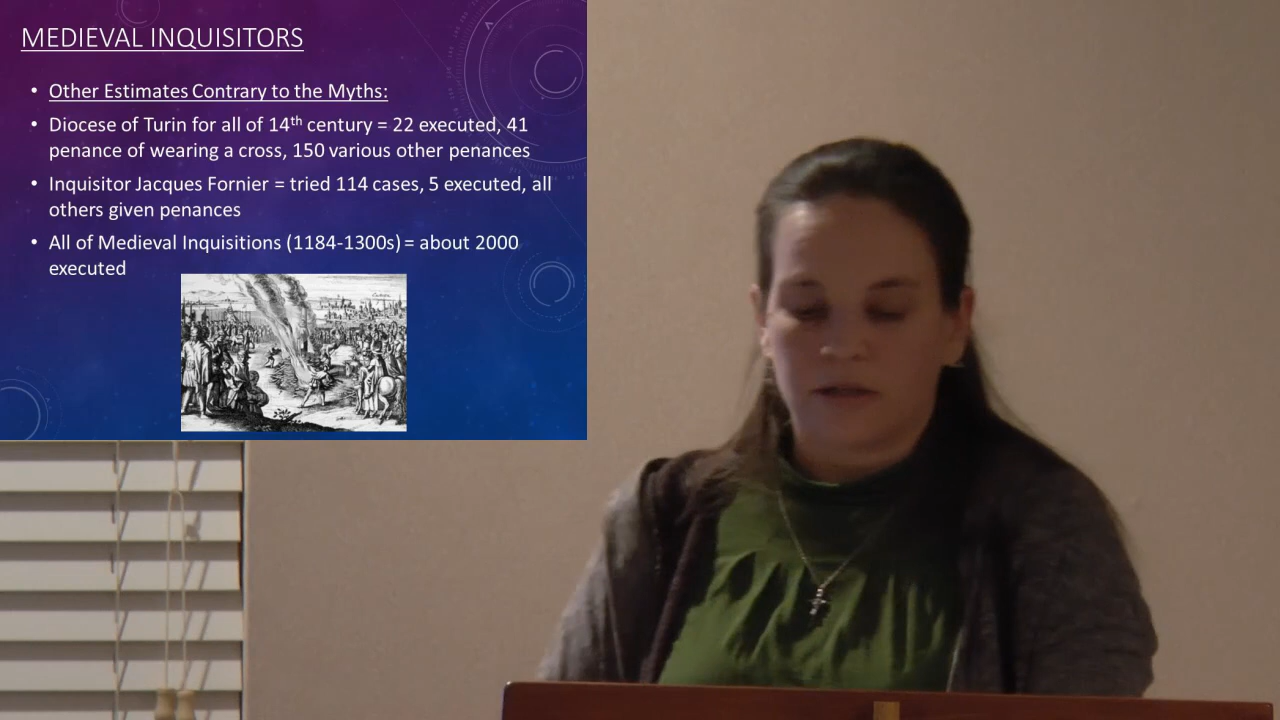 MEDIEVAL INQUISITORS
• Other Estimates Contrary to the Myths:
• Diocese of Turin for all of 14th century = 22 executed, 41
penance of wearing a cross, 150 various other penances
• Inquisitor Jacques Fornier = tried 114 cases, 5 executed, all
others given penances
• All of Medieval Inquisitions (1184-1300s) = about 2000
executed